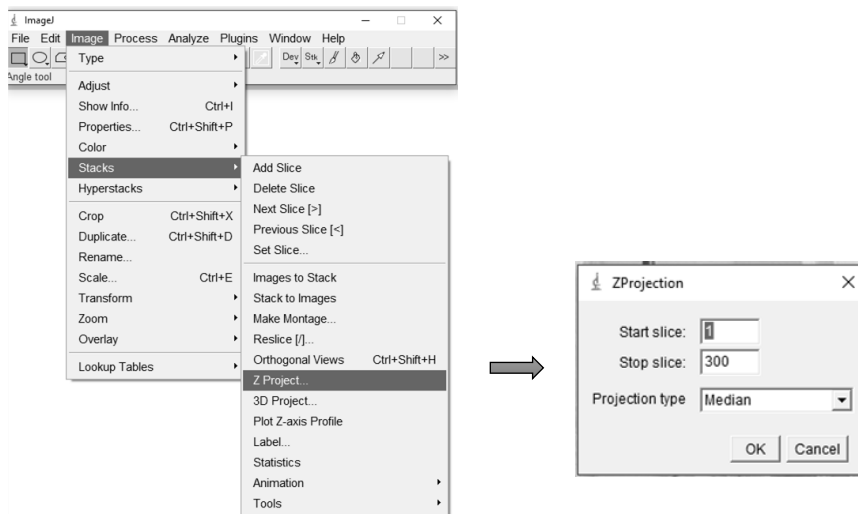 ImageJ
File Edit Image Process Analyze Plugins Window Help
Dev Stk >>
Angle tool
Type
Adjust
Show Info... Ctrl+I
Properties... Ctrl+Shift+P
Color
Stacks
Hyperstacks
Crop Ctrl+Shift+X
Duplicate... Ctrl+Shift+D
Rename...
Scale... Ctrl+E
Transform
Zoom
Overlay
Lookup Tables
Add Slice
Delete Slice
Next Slice [>]
Previous Slice [<]
Set Slice...
Images to Stack
Stack to Images
Make Montage...
Reslice [/]...
Orthogonal Views Ctrl+Shift+H
Z Project...
3D Project...
Plot Z-axis Profile
Label...
Statistics
Animation
Tools
ZProjection
Start slice: 1
Stop slice: 300
Projection type Median
OK Cancel